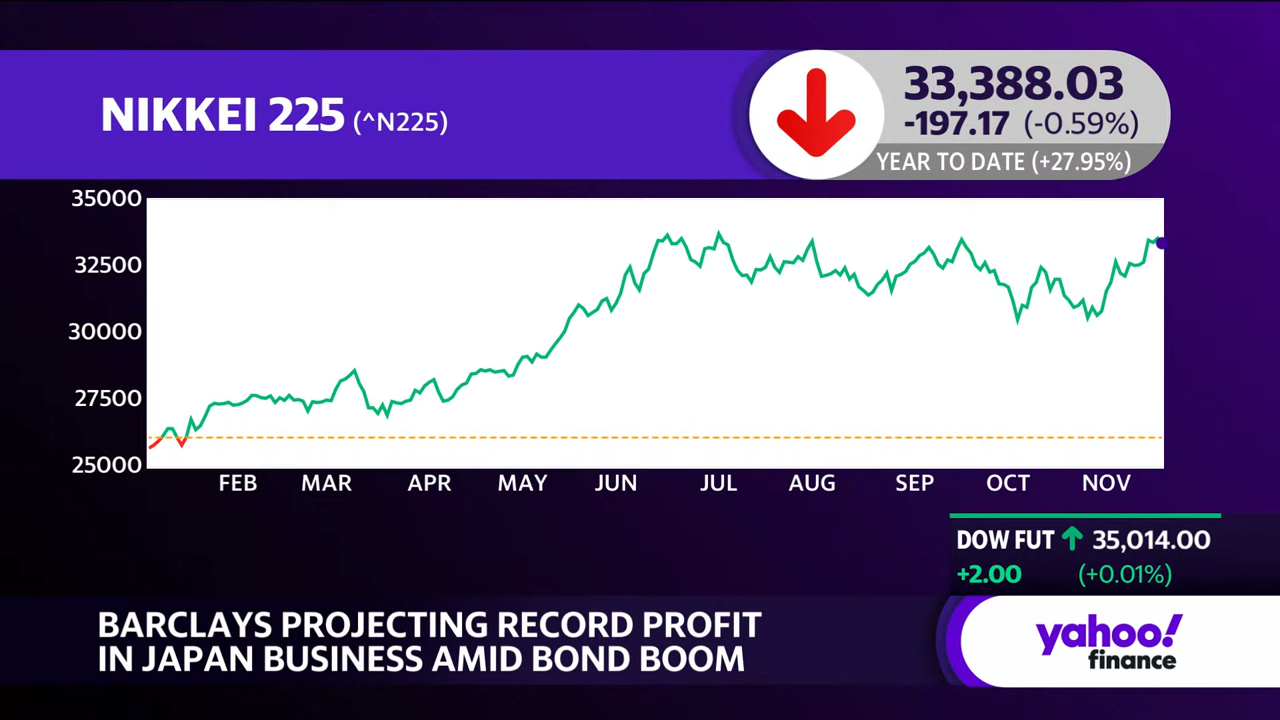 NIKKEI 225 (^N225)
33,388.03
-197.17 (-0.59%)
YEAR TO DATE (+27.95%)
35000
32500
30000
27500
25000
FEB MAR APR MAY JUN JUL AUG SEP OCT NOV
DOW FUT 35,014.00
+2.00 (+0.01%)
BARCLAYS PROJECTING RECORD PROFIT
IN JAPAN BUSINESS AMID BOND BOOM
yahoo!
finance